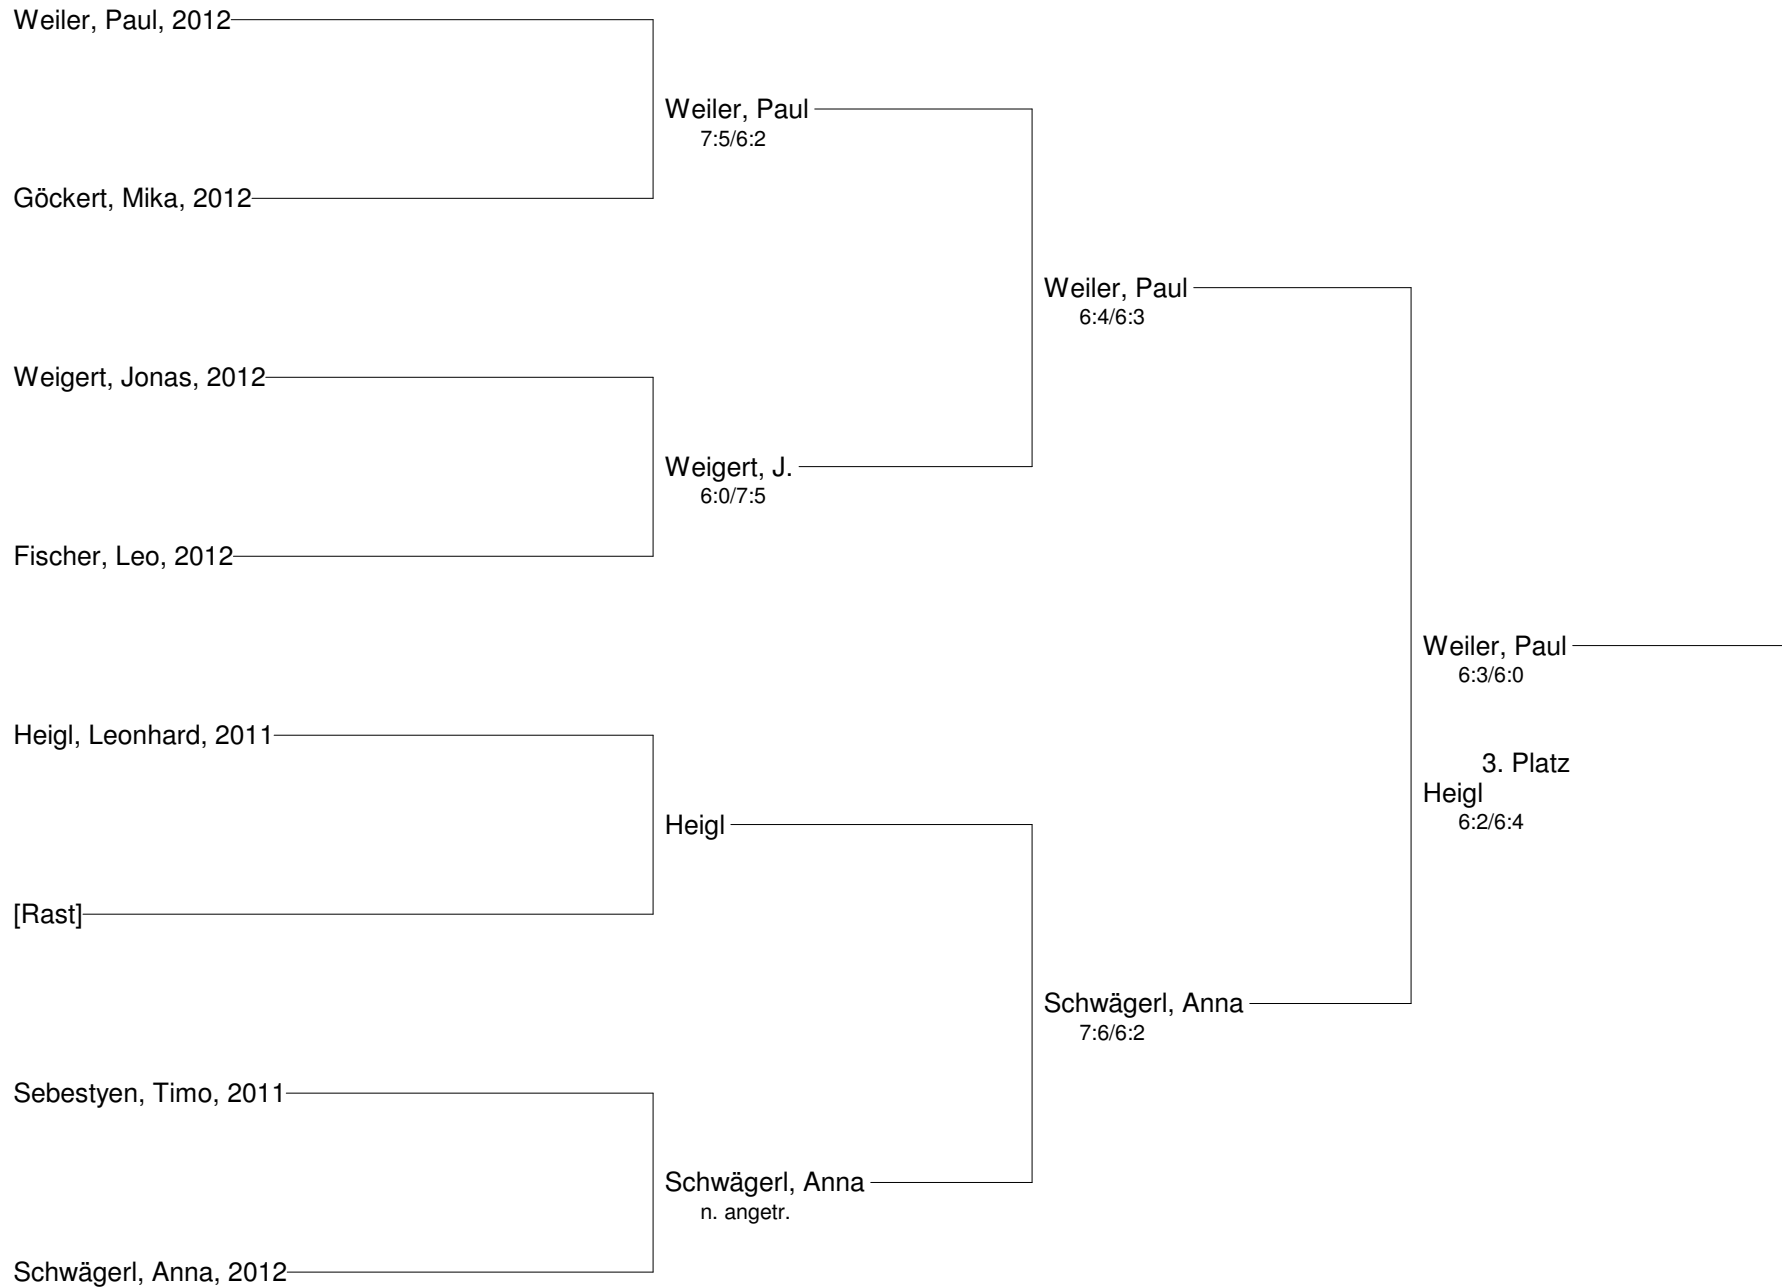 Weiler, Paul, 2012
Weiler, Paul
7:5/6:2
Göckert, Mika, 2012
Weiler, Paul
6:4/6:3
Weigert, Jonas, 2012
Weigert, J.
6:0/7:5
Fischer, Leo, 2012
Weiler, Paul
6:3/6:0
Heigl, Leonhard, 2011
3. Platz
Heigl
6:2/6:4
Heigl
[Rast]
Schwägerl, Anna
7:6/6:2
Sebestyen, Timo, 2011
Schwägerl, Anna
n. angetr.
Schwägerl, Anna, 2012